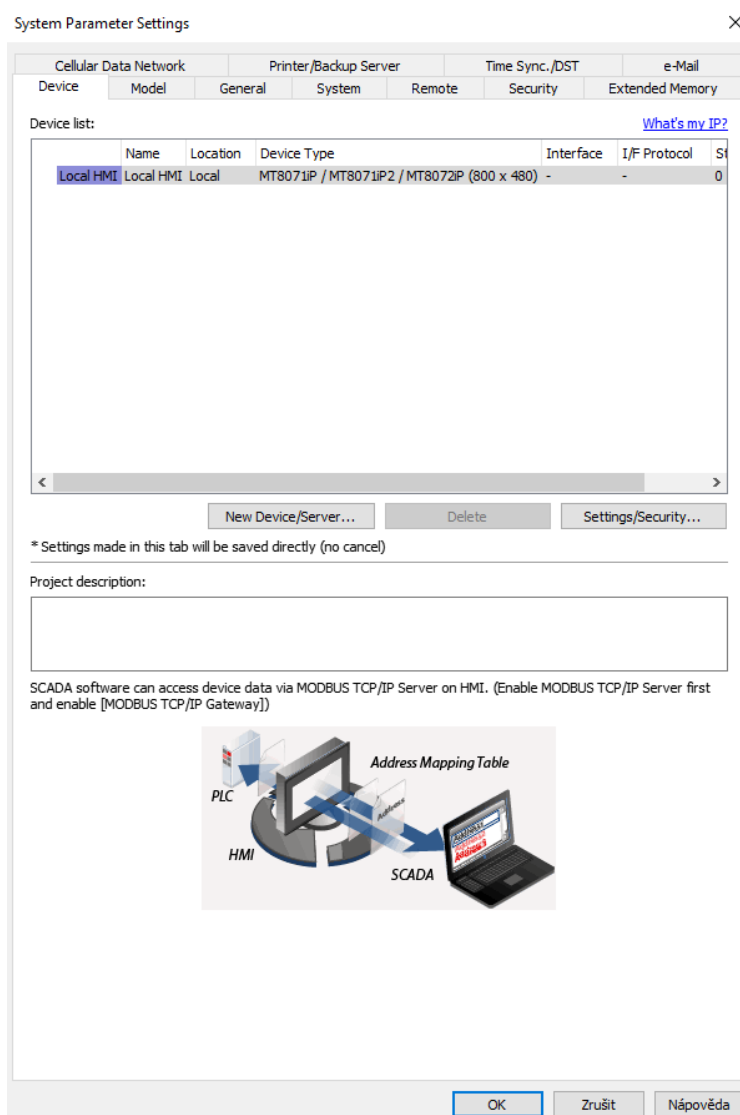 System Parameter Settings
Cellular Data Network Printer/Backup Server Time Sync./DST e-Mail
Device Model General System Remote Security Extended Memory
Device list: What's my IP?
Name Location Device Type Interface I/F Protocol St
Local HMI Local HMI Local MT8071iP / MT8071iP2 / MT8072iP (800 x 480) - - 0
New Device/Server... Delete Settings/Security...
* Settings made in this tab will be saved directly (no cancel)
Project description:
SCADA software can access device data via MODBUS TCP/IP Server on HMI. (Enable MODBUS TCP/IP Server first
and enable [MODBUS TCP/IP Gateway])
Address Mapping Table
PLC
Address
HMI
SCADA
OK Zrušit Nápověda